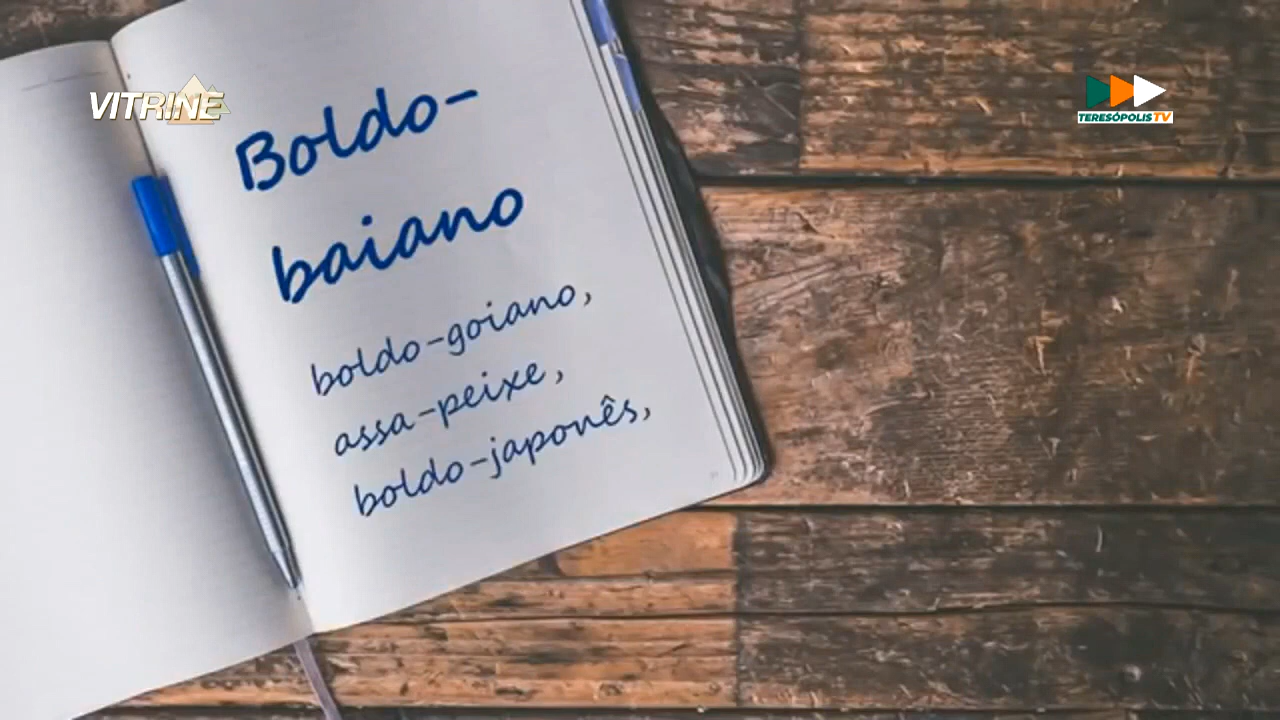 VITRINE
TERESÓPOLIS TV
Boldo-
baiano
boldo-goiano,
assa-peixe,
boldo-japonês,